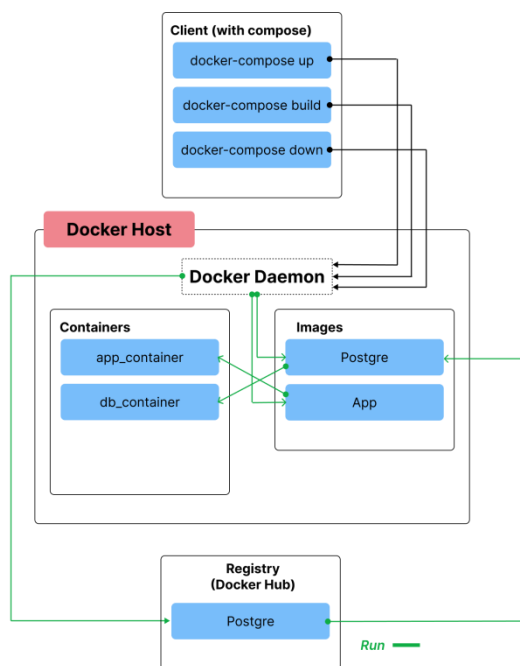 Client (with compose)
docker-compose up
docker-compose build
docker-compose down
Docker Host
Docker Daemon
Containers
app_container
db_container
Images
Postgre
App
Registry
(Docker Hub)
Postgre
Run